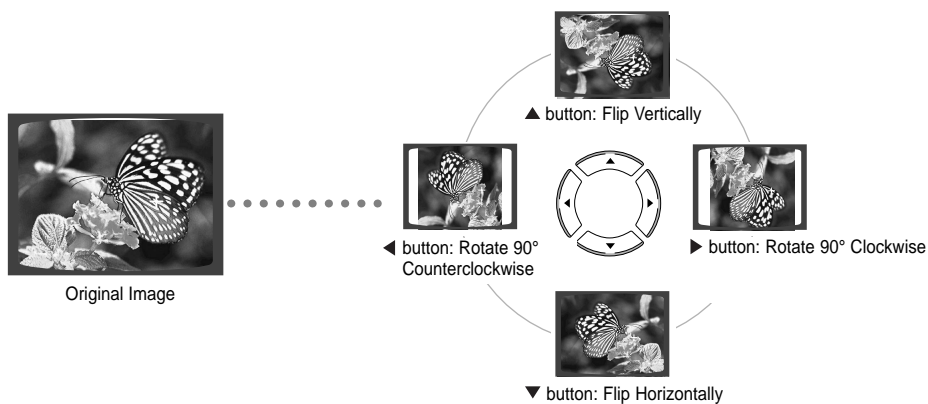 ▲ button: Flip Vertically
◀ button: Rotate 90°
Counterclockwise
▶ button: Rotate 90° Clockwise
Original Image
▼ button: Flip Horizontally